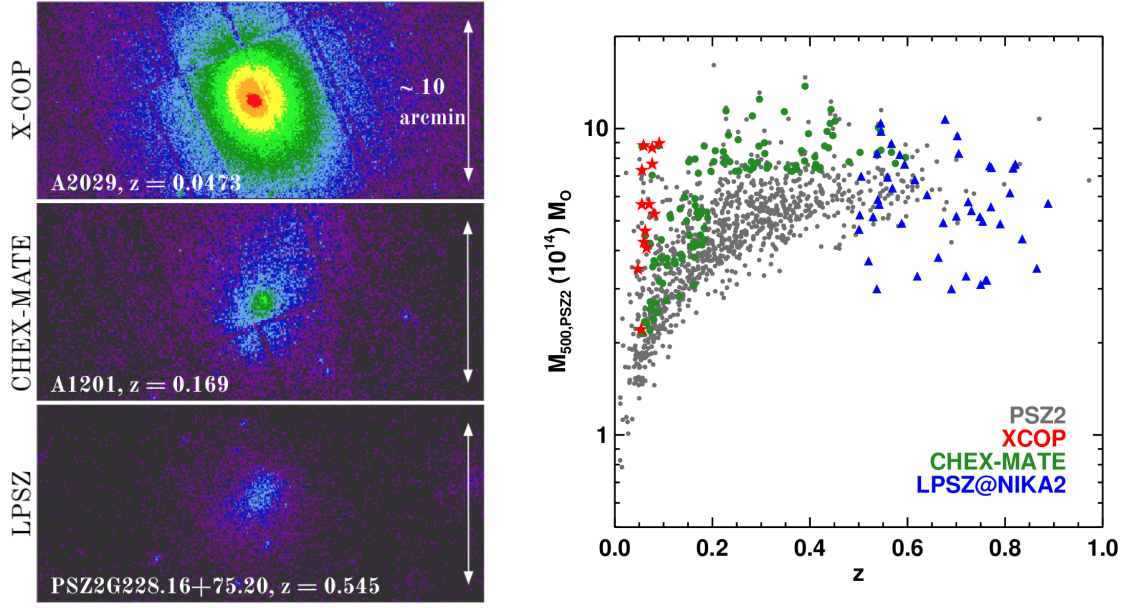 X-COP
~ 10
arcmin
A2029, z = 0.0473
CHEX-MATE
A1201, z = 0.169
LPSZ
PSZ2G228.16+75.20, z = 0.545
M500,PSZ2 (10^14) M⊙
10
1
PSZ2
XCOP
CHEX-MATE
LPSZ@NIKA2
0.0 0.2 0.4 0.6 0.8 1.0
z